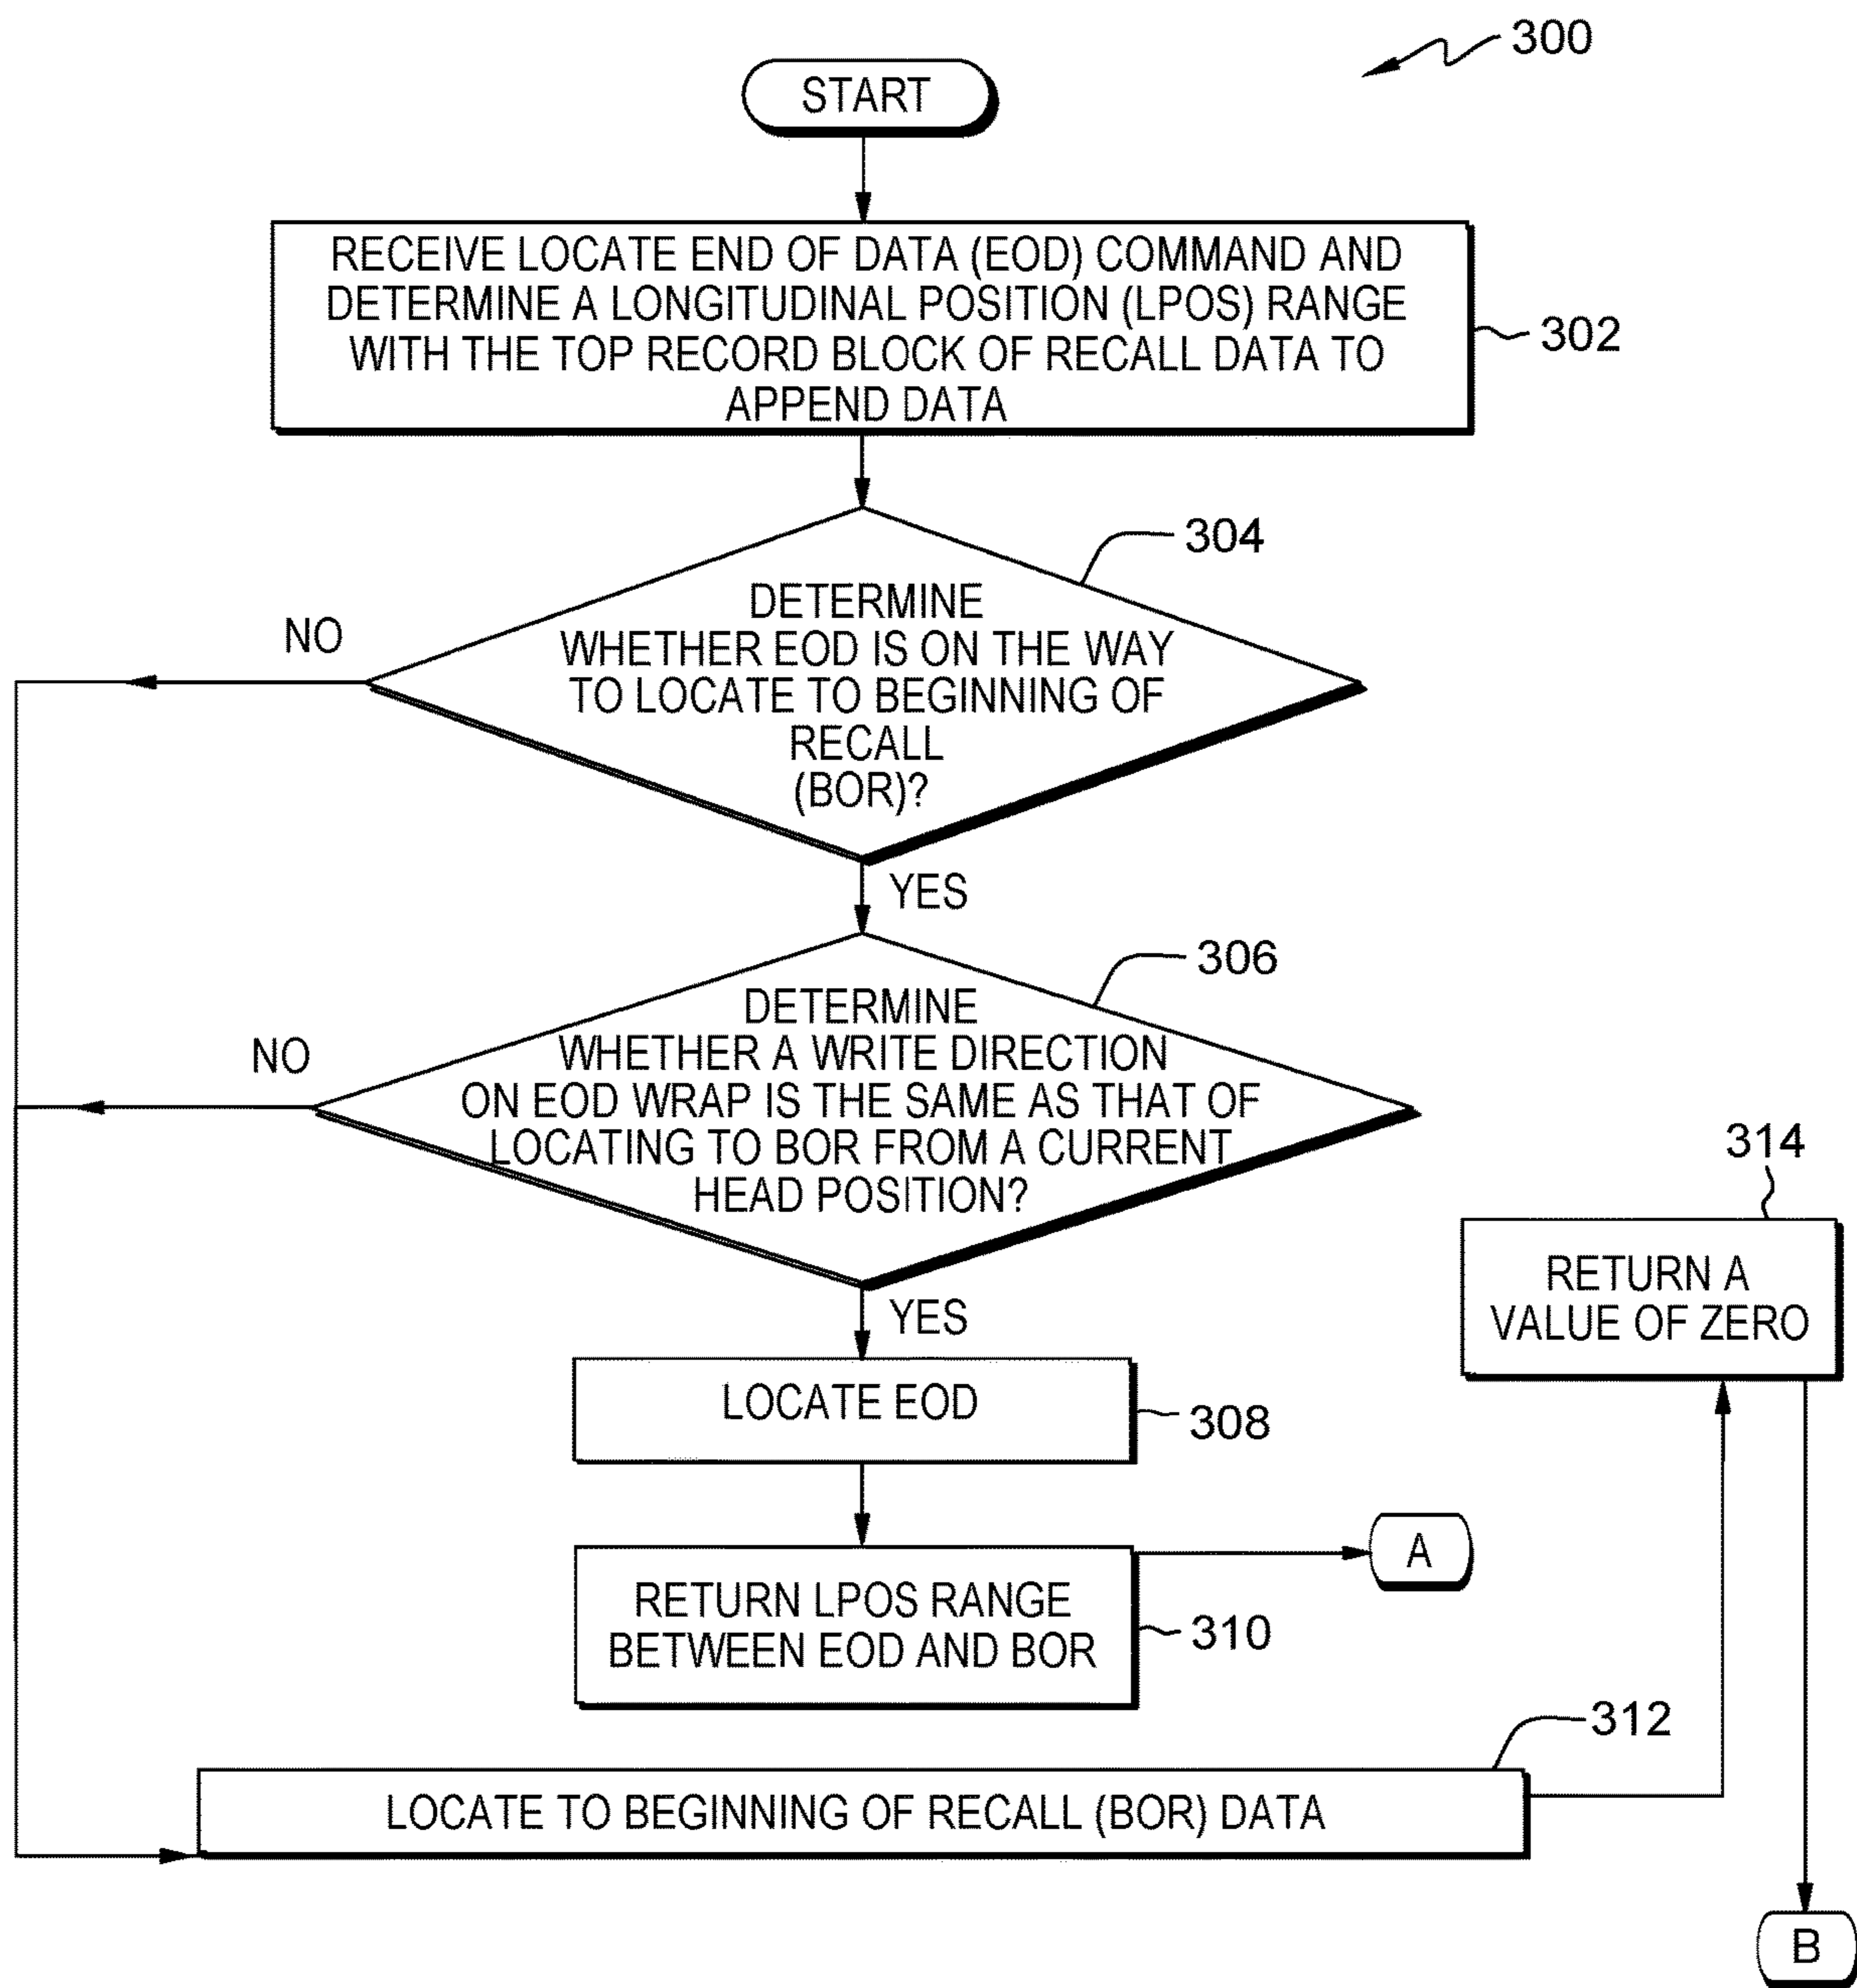 300
START
RECEIVE LOCATE END OF DATA (EOD) COMMAND AND
DETERMINE A LONGITUDINAL POSITION (LPOS) RANGE
WITH THE TOP RECORD BLOCK OF RECALL DATA TO
APPEND DATA
302
304
DETERMINE
WHETHER EOD IS ON THE WAY
TO LOCATE TO BEGINNING OF
RECALL
(BOR)?
NO
YES
306
DETERMINE
WHETHER A WRITE DIRECTION
ON EOD WRAP IS THE SAME AS THAT OF
LOCATING TO BOR FROM A CURRENT
HEAD POSITION?
NO
YES
314
RETURN A
VALUE OF ZERO
LOCATE EOD
308
A
RETURN LPOS RANGE
BETWEEN EOD AND BOR
310
312
LOCATE TO BEGINNING OF RECALL (BOR) DATA
B